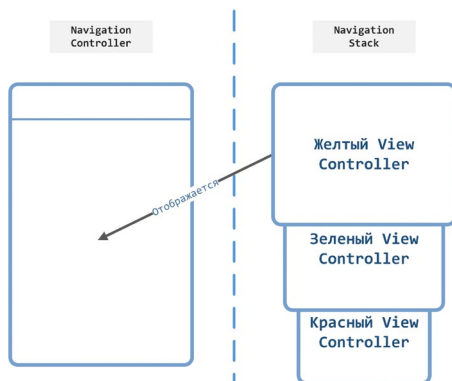 Navigation
Controller
Navigation
Stack
Желтый View
Controller
Отображается
Зеленый View
Controller
Красный View
Controller